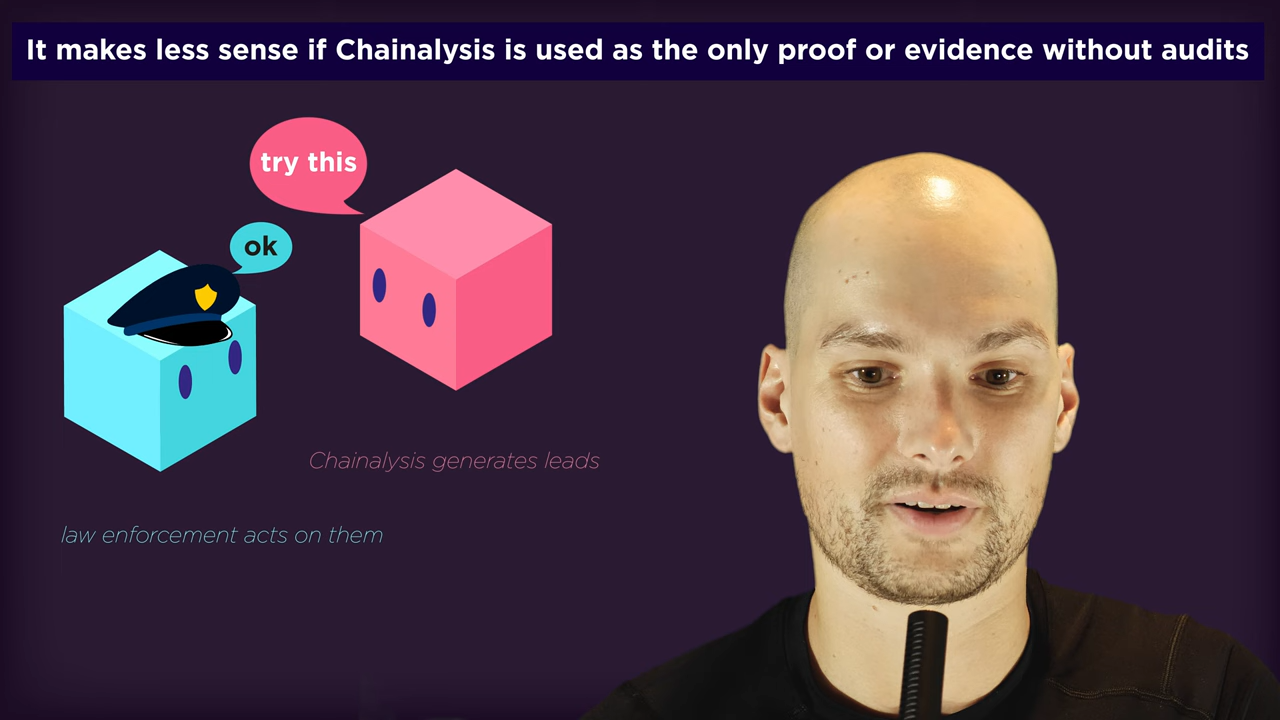 It makes less sense if Chainalysis is used as the only proof or evidence without audits
try this
ok
Chainalysis generates leads
law enforcement acts on them